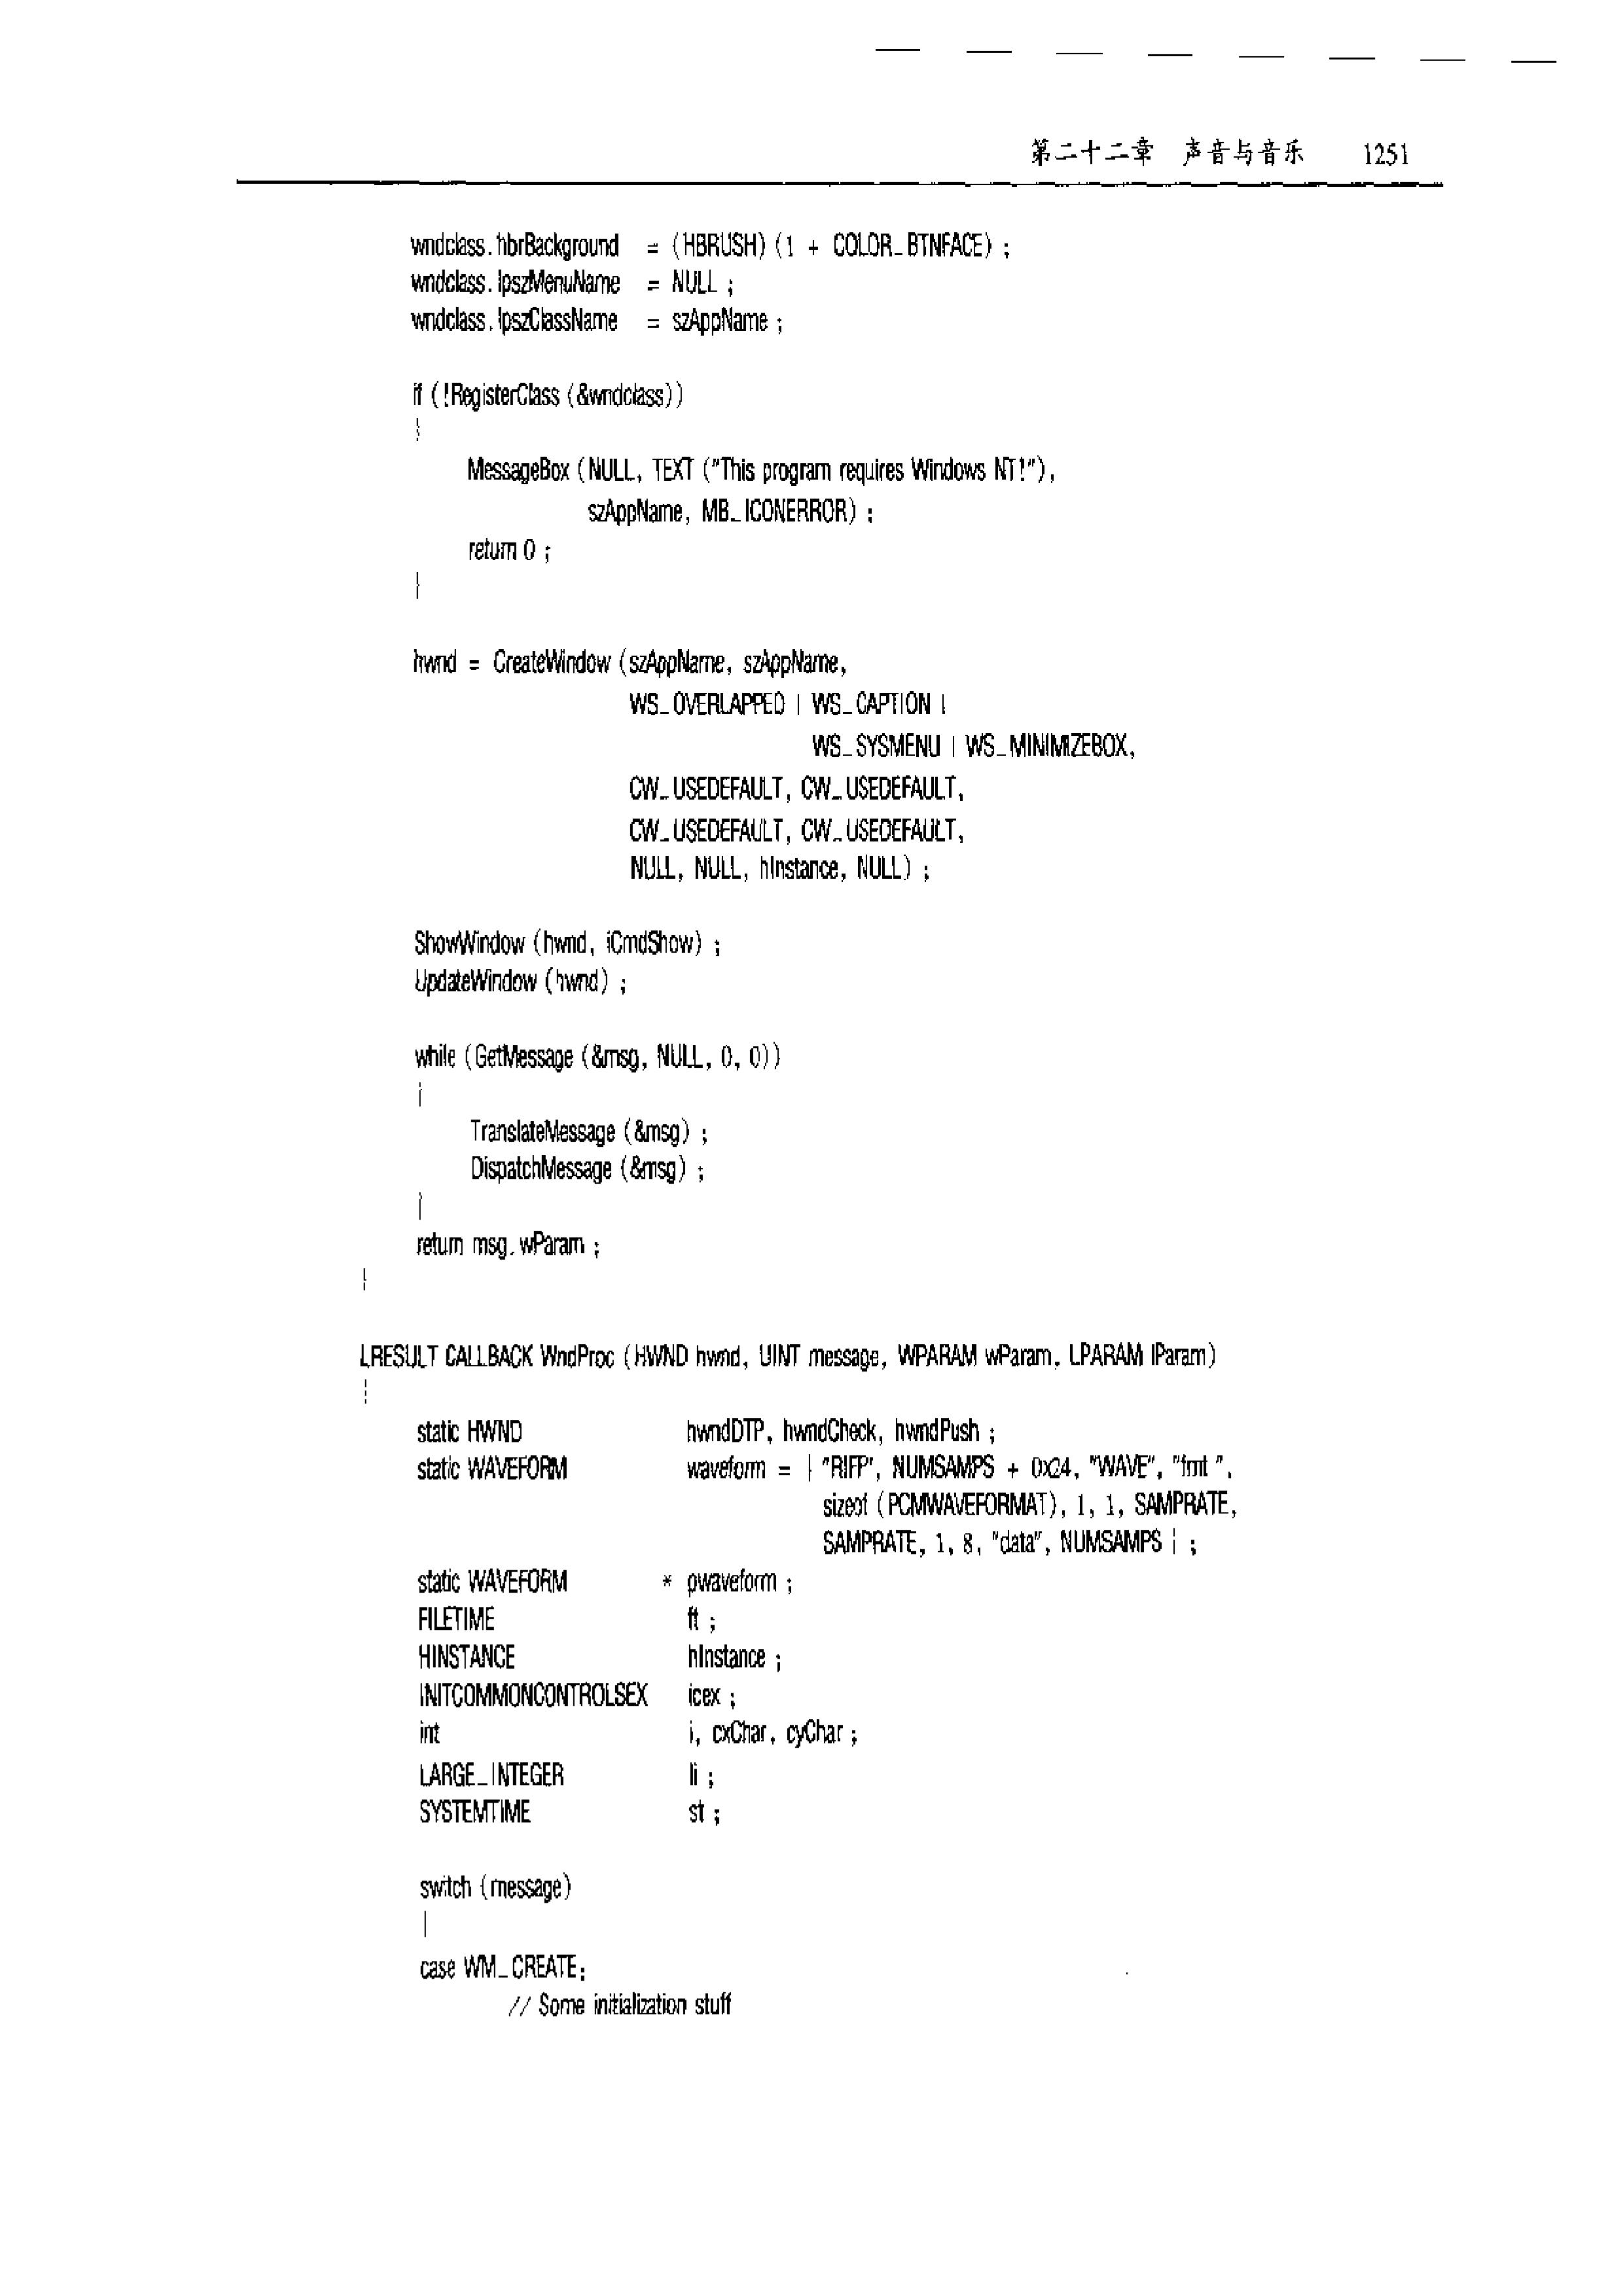 第二十二章 声音与音乐 1251
wndclass.hbrBackground = (HBRUSH) (1 + COLOR_BTNFACE) ;
wndclass.lpszMenuName = NULL ;
wndclass.lpszClassName = szAppName ;
if (!RegisterClass (&wndclass))
{
MessageBox (NULL, TEXT ("This program requires Windows NT!"),
szAppName, MB_ICONERROR) ;
return 0 ;
}
hwnd = CreateWindow (szAppName, szAppName,
WS_OVERLAPPED | WS_CAPTION |
WS_SYSMENU | WS_MINIMIZEBOX,
CW_USEDEFAULT, CW_USEDEFAULT,
CW_USEDEFAULT, CW_USEDEFAULT,
NULL, NULL, hInstance, NULL) ;
ShowWindow (hwnd, iCmdShow) ;
UpdateWindow (hwnd) ;
while (GetMessage (&msg, NULL, 0, 0))
{
TranslateMessage (&msg) ;
DispatchMessage (&msg) ;
}
return msg.wParam ;
}
LRESULT CALLBACK WndProc (HWND hwnd, UINT message, WPARAM wParam, LPARAM lParam)
{
static HWND hwndDTP, hwndCheck, hwndPush ;
static WAVEFORM waveform = { "RIFF", NUMSAMPS + 0x24, "WAVE", "fmt ",
sizeof (PCMWAVEFORMAT), 1, 1, SAMPRATE,
SAMPRATE, 1, 8, "data", NUMSAMPS } ;
static WAVEFORM * pwaveform ;
FILETIME ft ;
HINSTANCE hInstance ;
INITCOMMONCONTROLSEX icex ;
int i, cxChar, cyChar ;
LARGE_INTEGER li ;
SYSTEMTIME st ;
switch (message)
{
case WM_CREATE:
// Some initialization stuff